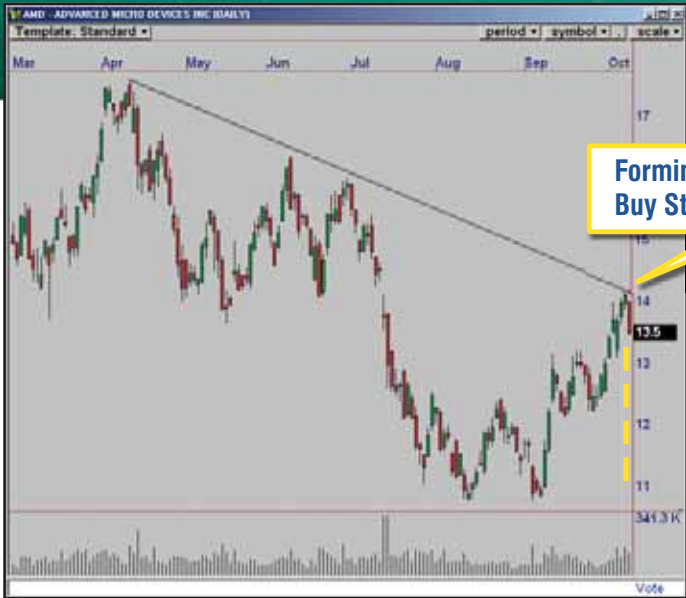 AMD - ADVANCED MICRO DEVICES INC (DAILY)
Template: Standard period symbol . scale
Mar Apr May Jun Jul Aug Sep Oct
17
Formin
Buy St
15
14
13.5
13
12
11
341.3 K
Vote